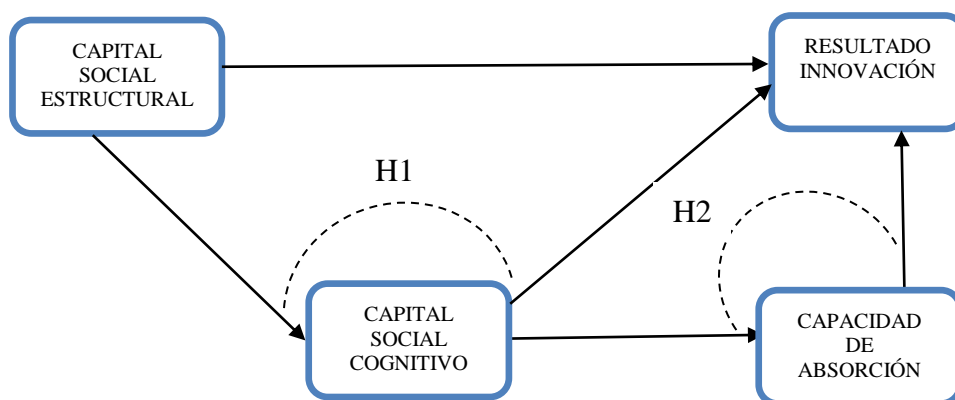 CAPITAL
SOCIAL
ESTRUCTURAL
RESULTADO
INNOVACIÓN
H1
H2
CAPITAL
SOCIAL
COGNITIVO
CAPACIDAD
DE
ABSORCIÓN